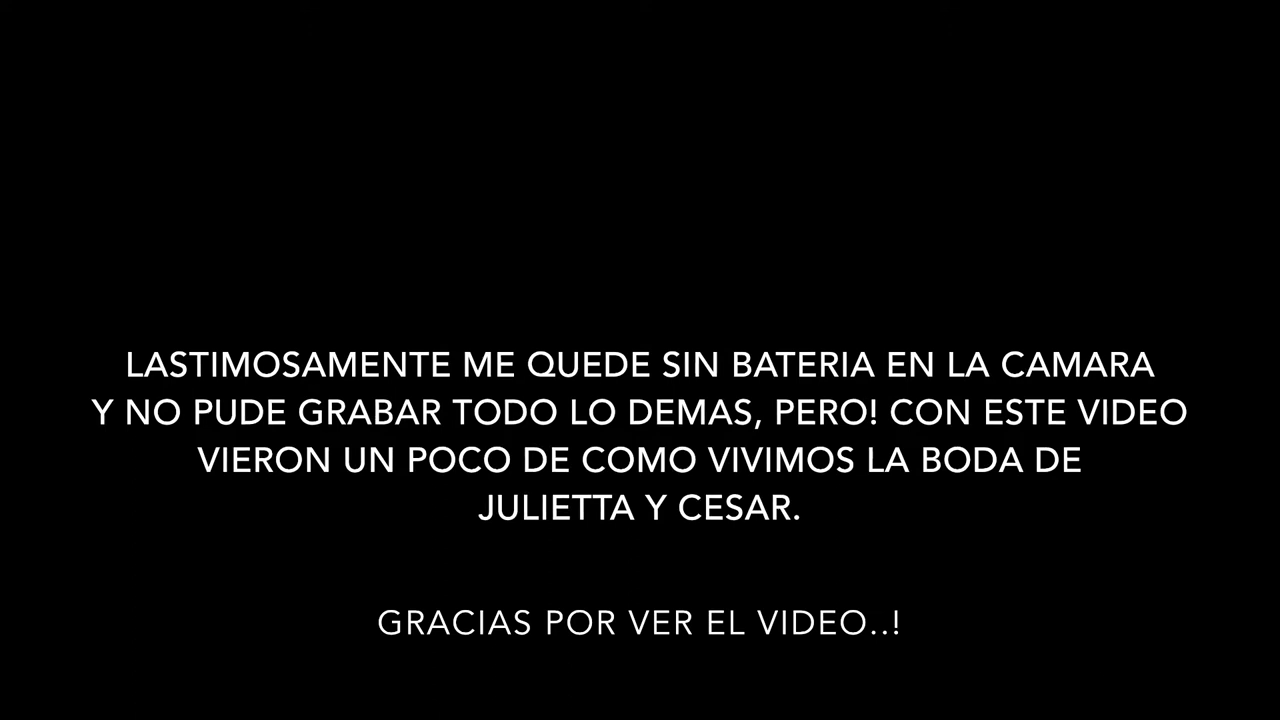 LASTIMOSAMENTE ME QUEDE SIN BATERIA EN LA CAMARA
Y NO PUDE GRABAR TODO LO DEMAS, PERO! CON ESTE VIDEO
VIERON UN POCO DE COMO VIVIMOS LA BODA DE
JULIETTA Y CESAR.
GRACIAS POR VER EL VIDEO..!